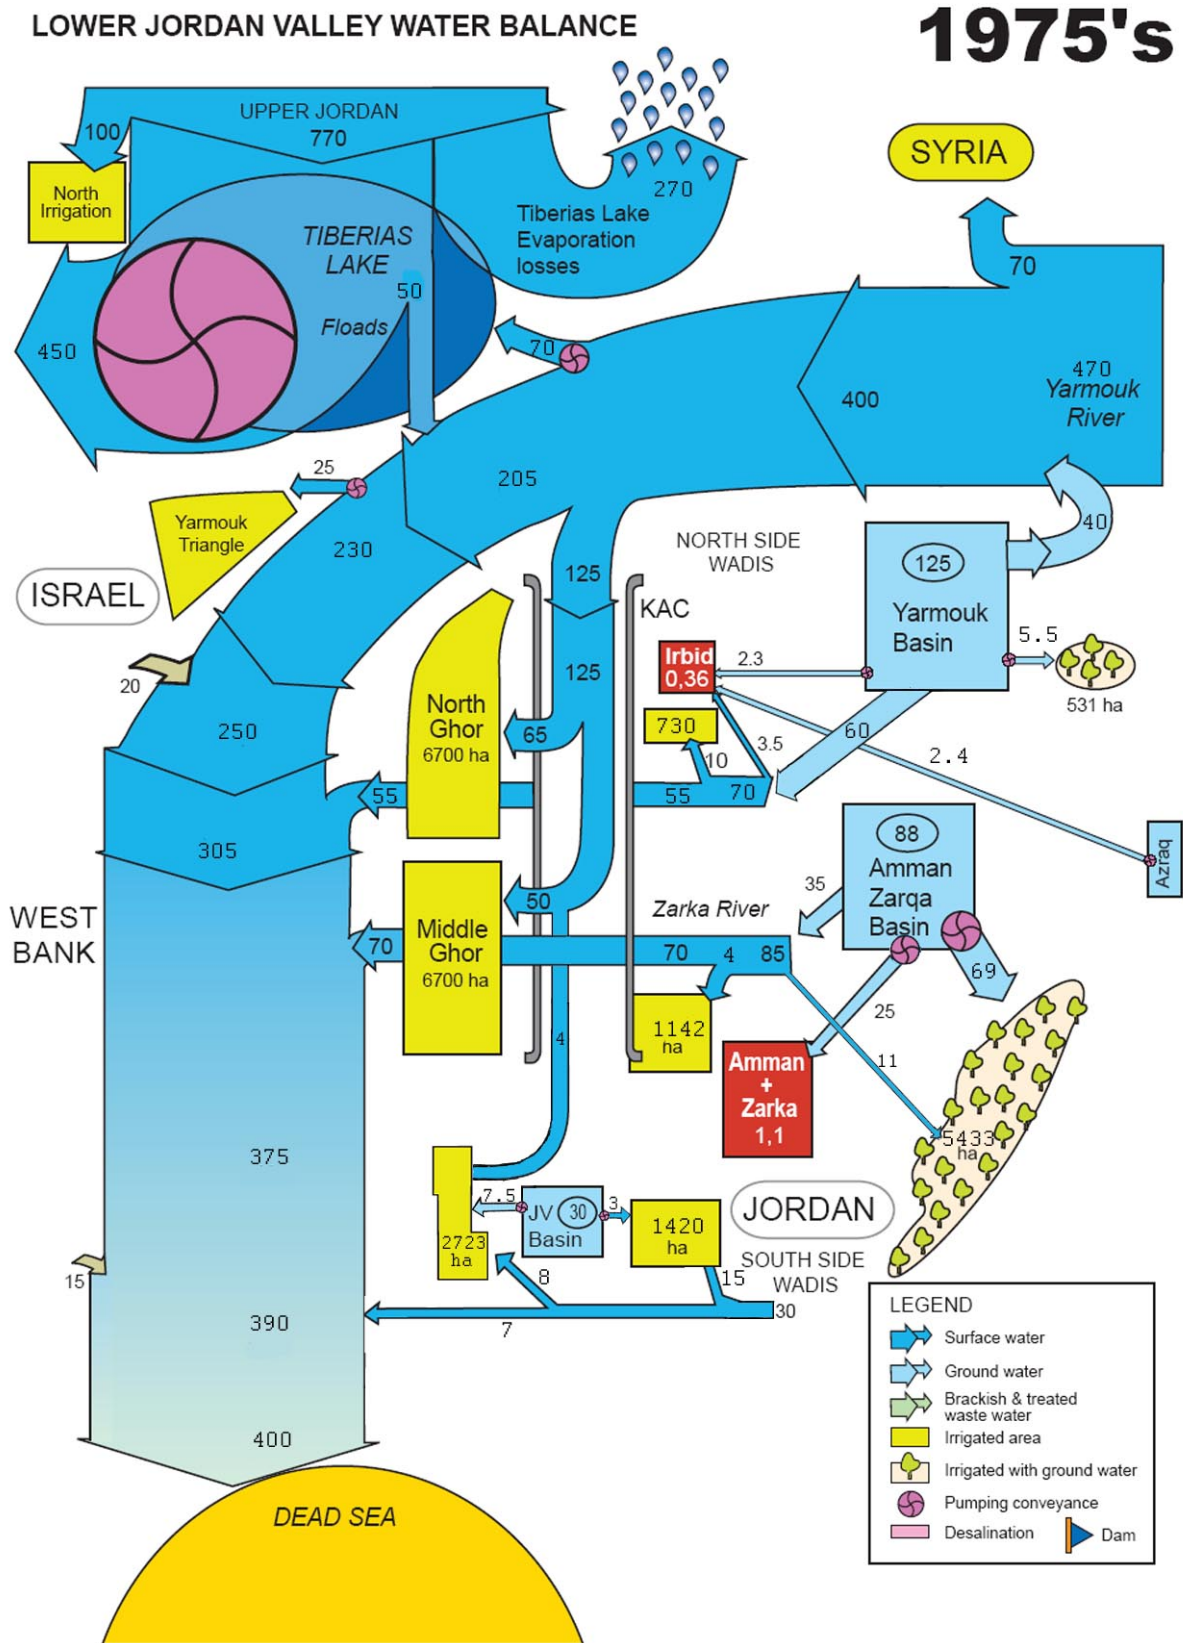 LOWER JORDAN VALLEY WATER BALANCE
1975's
UPPER JORDAN
770
100
North
Irrigation
270
Tiberias Lake
Evaporation
losses
TIBERIAS
LAKE
50
Floads
450
SYRIA
70
470
Yarmouk
River
400
70
205
25
Yarmouk
Triangle
230
ISRAEL
20
250
125
NORTH SIDE
WADIS
KAC
40
125
Yarmouk
Basin
5.5
531 ha
Irbid
0,36
2.3
125
North
Ghor
6700 ha
65
730
3.5
60
10
2.4
55
55
70
Azraq
305
88
Amman
Zarqa
Basin
35
50
Zarka River
WEST
BANK
Middle
Ghor
6700 ha
70
70
4
85
69
25
1142
ha
4
Amman
+
Zarka
1,1
11
5433
ha
375
7.5
JV
30
Basin
3
JORDAN
1420
ha
2723
ha
SOUTH SIDE
WADIS
15
8
15
30
7
390
400
DEAD SEA
LEGEND
Surface water
Ground water
Brackish & treated
waste water
Irrigated area
Irrigated with ground water
Pumping conveyance
Desalination
Dam